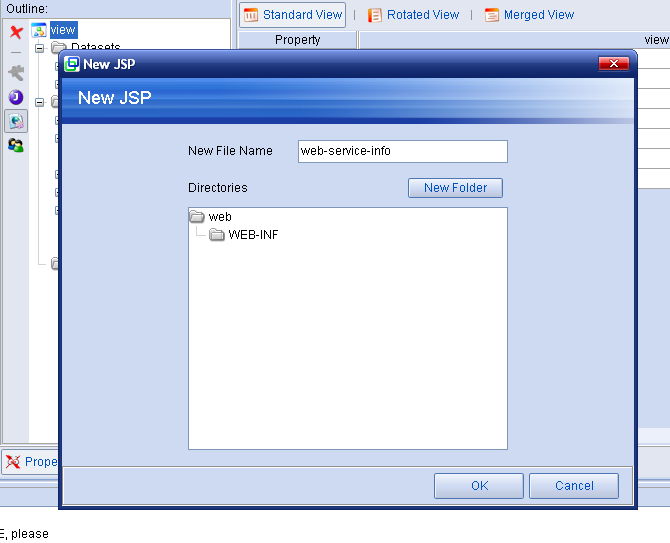 Outline:
view
Datasets
Standard View
Rotated View
Merged View
Property
view
New JSP
New JSP
New File Name
web-service-info
Directories
New Folder
web
WEB-INF
Prope
OK
Cancel
E, please